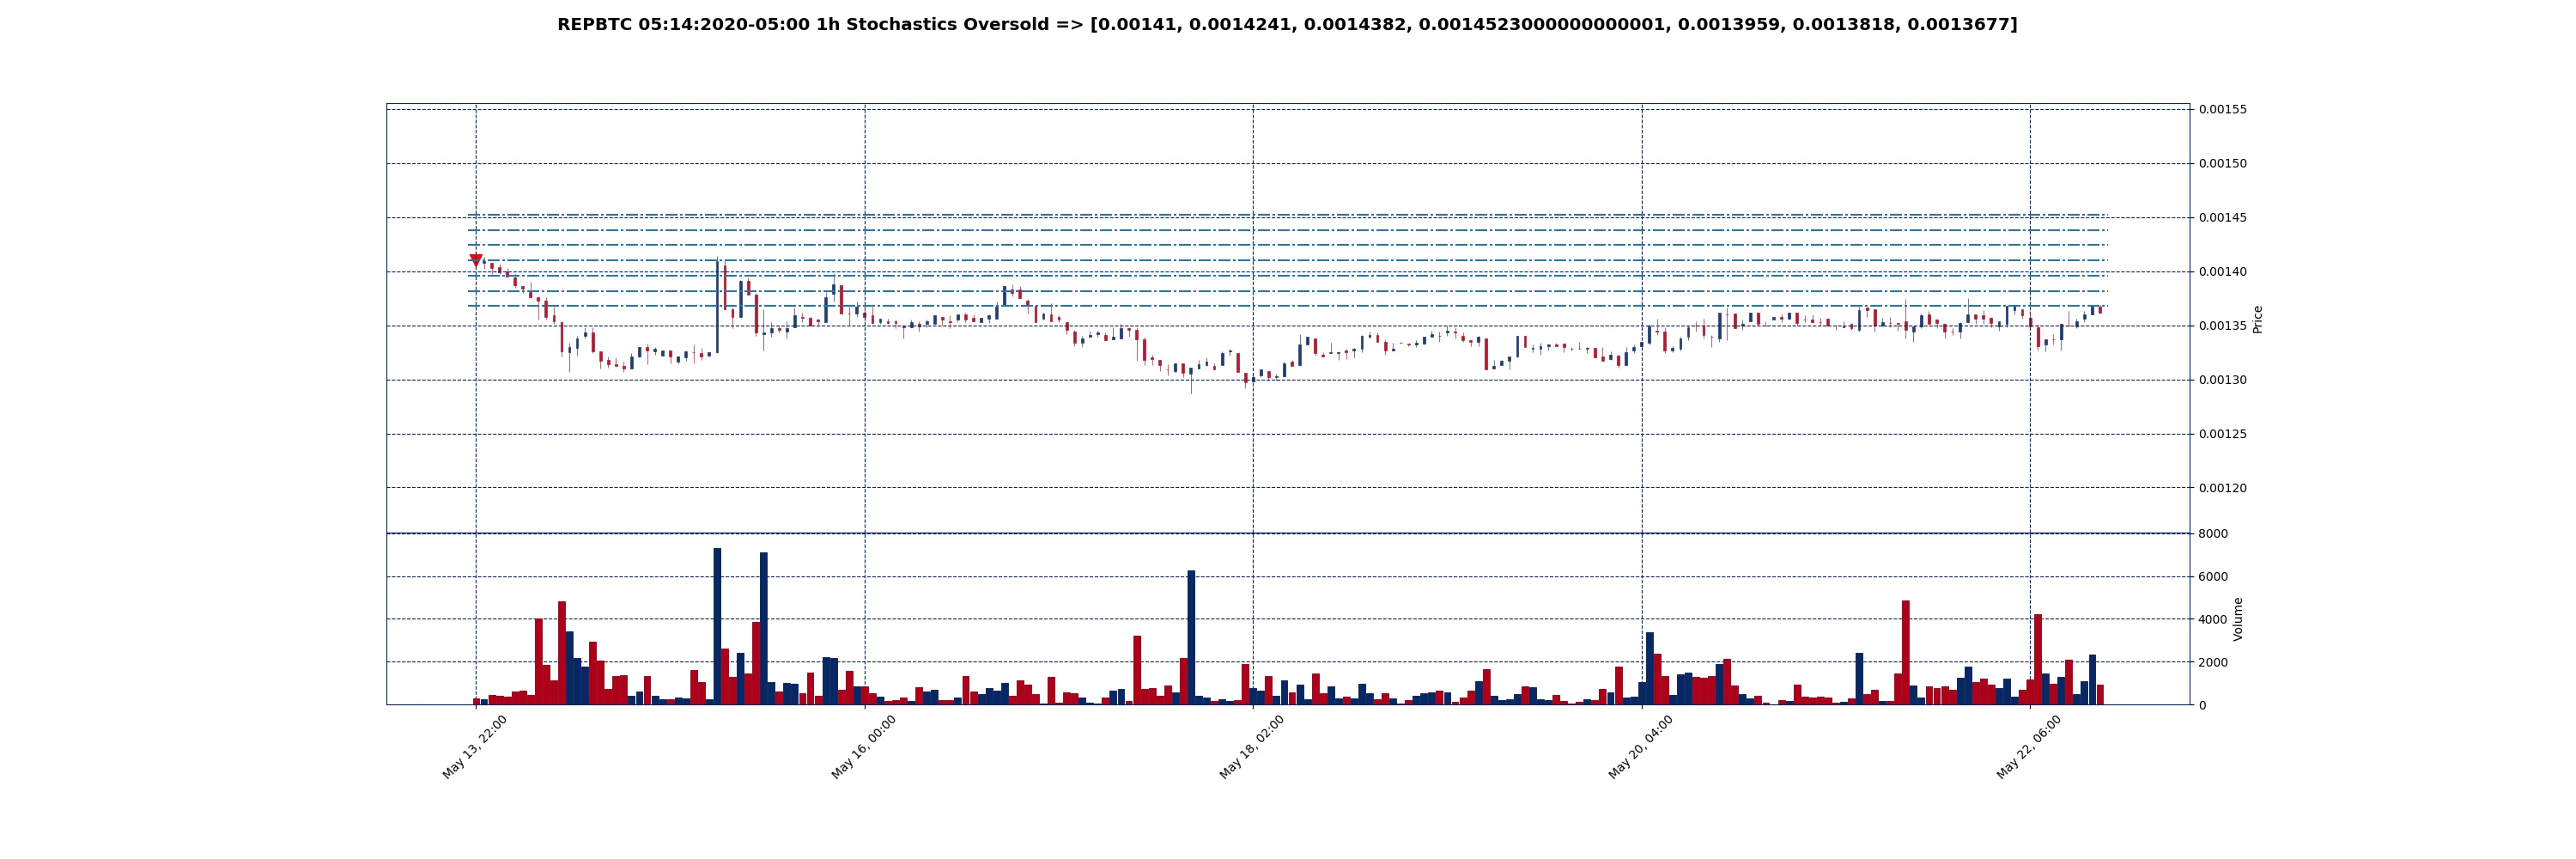 REPBTC 05:14:2020-05:00 1h Stochastics Oversold => [0.00141, 0.0014241, 0.0014382, 0.0014523000000000001, 0.0013959, 0.0013818, 0.0013677]
0.00155
0.00150
0.00145
0.00140
0.00135
0.00130
0.00125
0.00120
Price
8000
6000
4000
2000
0
Volume
May 13, 22:00
May 16, 00:00
May 18, 02:00
May 20, 04:00
May 22, 06:00